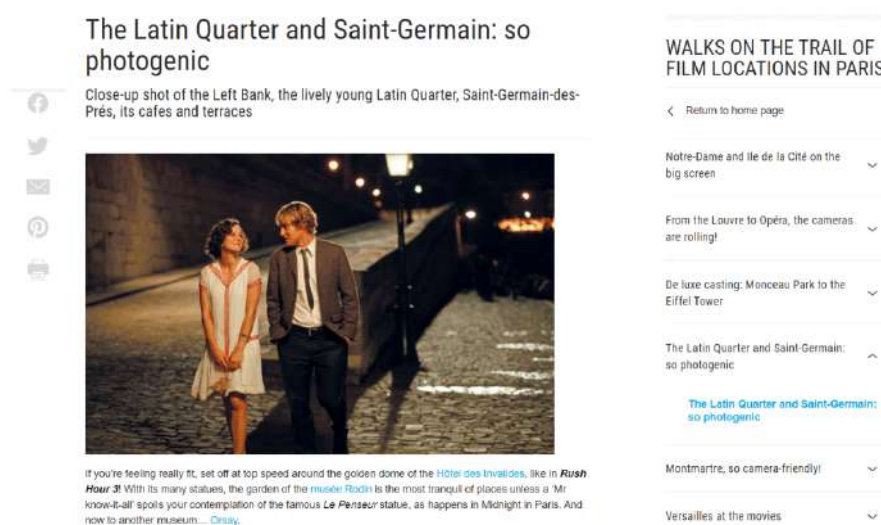 The Latin Quarter and Saint-Germain: so
photogenic
Close-up shot of the Left Bank, the lively young Latin Quarter, Saint-Germain-des-
Prés, its cafes and terraces
If you're feeling really fit, set off at top speed around the golden dome of the Hôtel des Invalides, like in Rush
Hour 3! With its many statues, the garden of the musée Rodin is the most tranquil of places unless a 'Mr
know-it-all' spoils your contemplation of the famous Le Penseur statue, as happens in Midnight in Paris. And
now to another museum... Orsay.
WALKS ON THE TRAIL OF
FILM LOCATIONS IN PARIS
Return to home page
Notre-Dame and Ile de la Cité on the
big screen
From the Louvre to Opéra, the cameras
are rolling!
De luxe casting: Monceau Park to the
Eiffel Tower
The Latin Quarter and Saint-Germain:
so photogenic
The Latin Quarter and Saint-Germain:
so photogenic
Montmartre, so camera-friendly!
Versailles at the movies